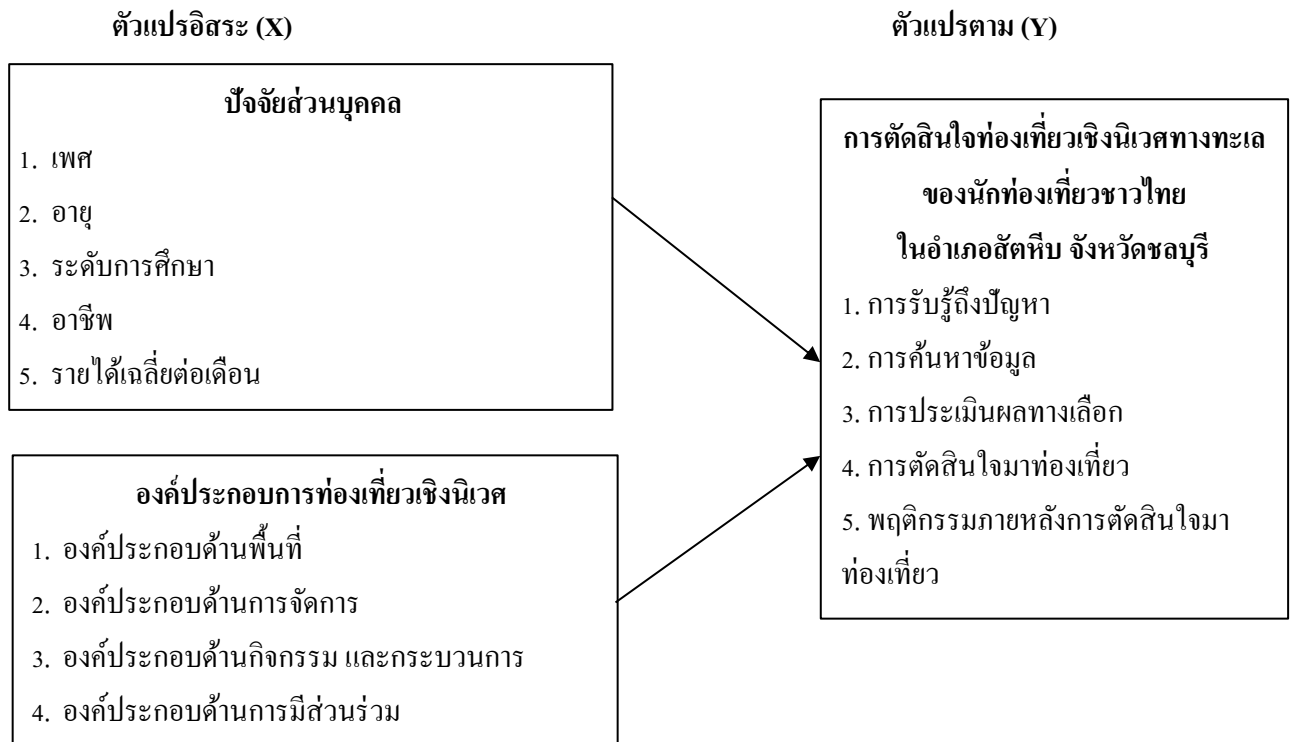 ตัวแปรอิสระ (X)
ตัวแปรตาม (Y)
ปัจจัยส่วนบุคคล
1. เพศ
2. อายุ
3. ระดับการศึกษา
4. อาชีพ
5. รายได้เฉลี่ยต่อเดือน
องค์ประกอบการท่องเที่ยวเชิงนิเวศ
1. องค์ประกอบด้านพื้นที่
2. องค์ประกอบด้านการจัดการ
3. องค์ประกอบด้านกิจกรรม และกระบวนการ
4. องค์ประกอบด้านการมีส่วนร่วม
การตัดสินใจท่องเที่ยวเชิงนิเวศทางทะเล
ของนักท่องเที่ยวชาวไทย
ในอำเภอสัตหีบ จังหวัดชลบุรี
1. การรับรู้ถึงปัญหา
2. การค้นหาข้อมูล
3. การประเมินผลทางเลือก
4. การตัดสินใจมาท่องเที่ยว
5. พฤติกรรมภายหลังการตัดสินใจมา
ท่องเที่ยว